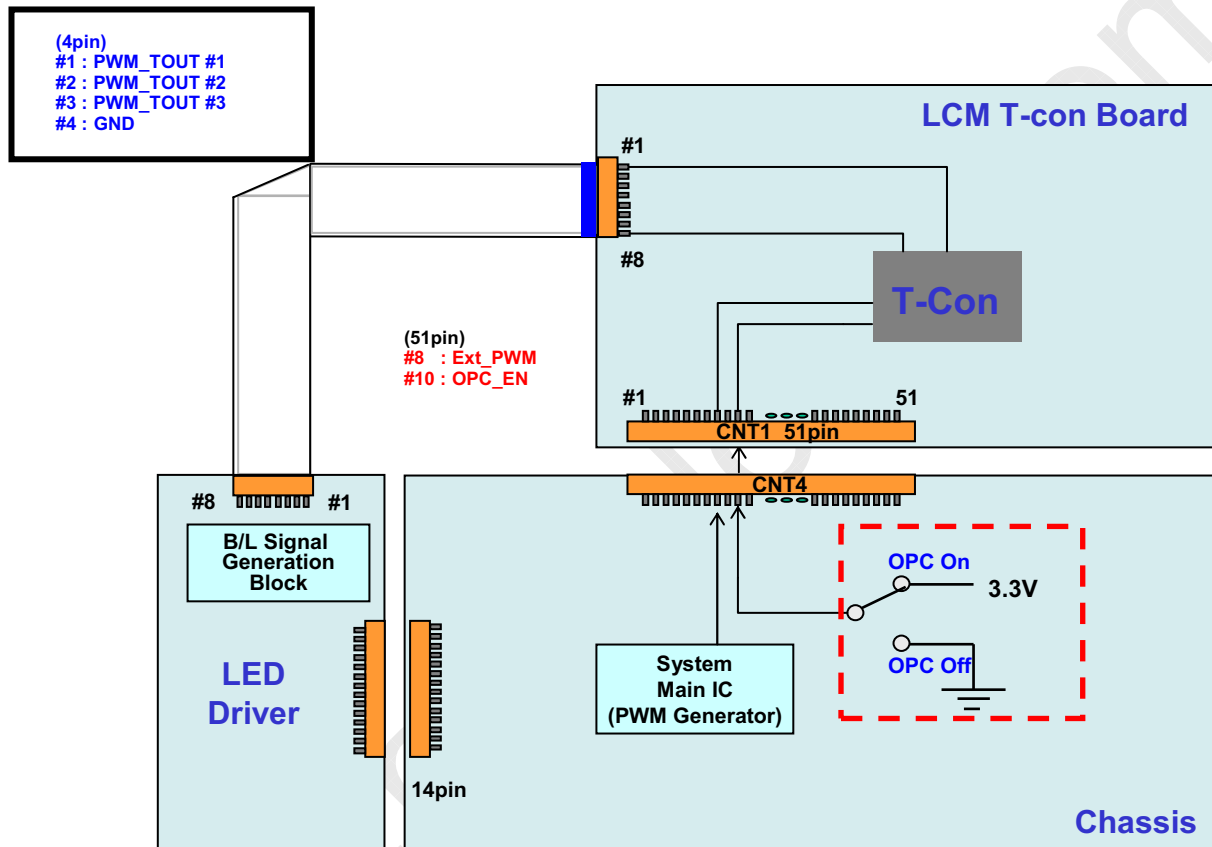 (4pin)
#1 : PWM_TOUT #1
#2 : PWM_TOUT #2
#3 : PWM_TOUT #3
#4 : GND
LCM T-con Board
#1
#8
T-Con
(51pin)
#8 : Ext_PWM
#10 : OPC_EN
#1
51
CNT1 51pin
CNT4
#8
#1
B/L Signal
Generation
Block
OPC On
3.3V
OPC Off
System
Main IC
(PWM Generator)
LED
Driver
14pin
Chassis